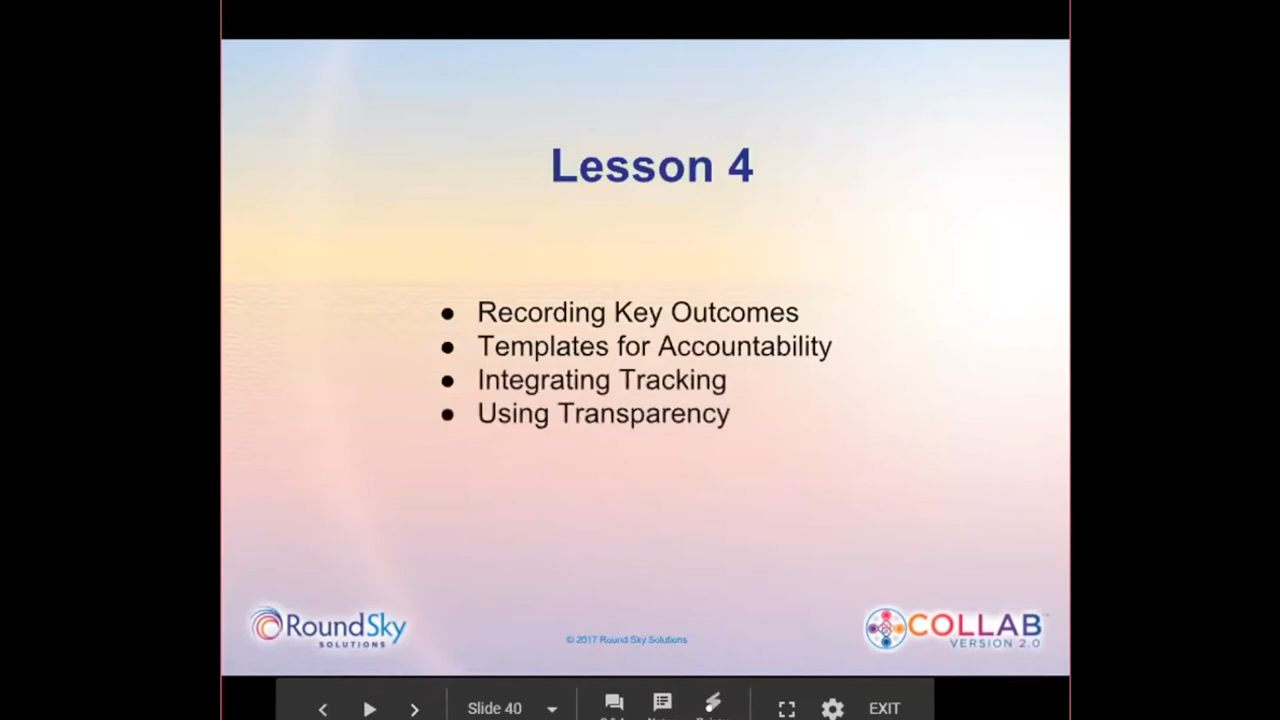 Lesson 4
● Recording Key Outcomes
● Templates for Accountability
● Integrating Tracking
● Using Transparency
RoundSky
SOLUTIONS
© 2017 Round Sky Solutions
COLLAB
VERSION 2.0
Slide 40
EXIT